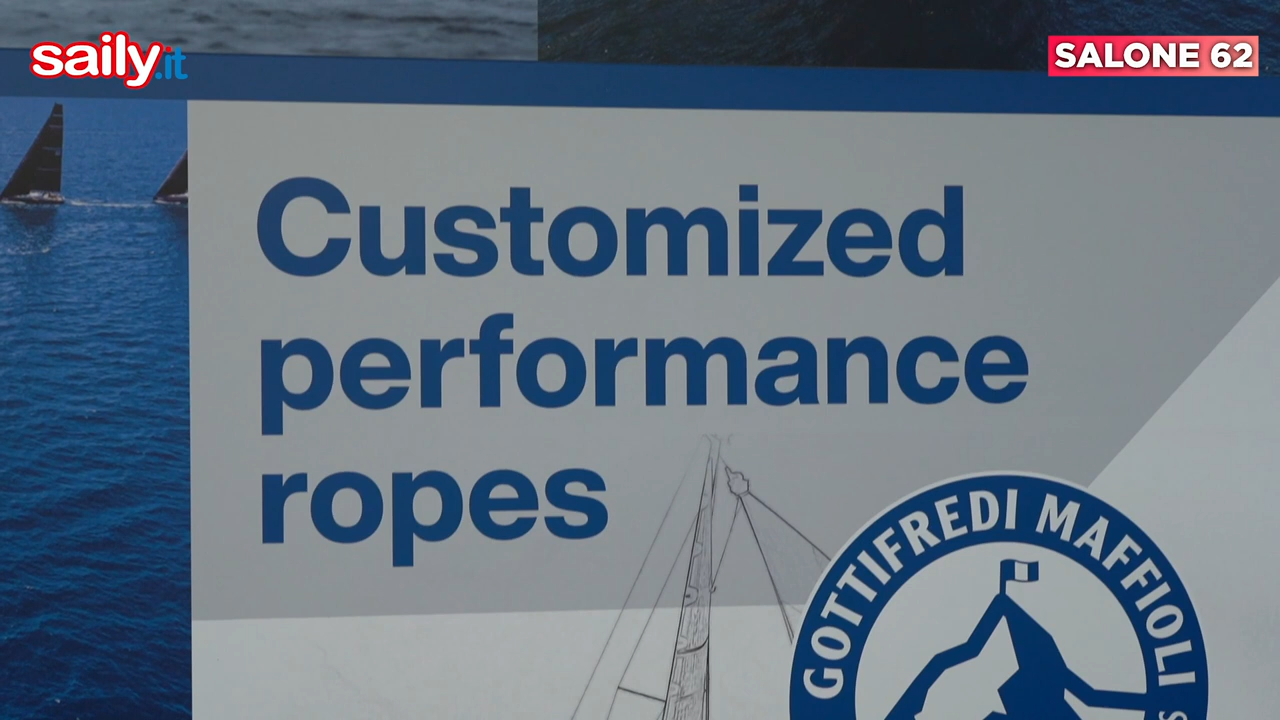 saily.it
SALONE 62
Customized
performance
ropes
GOTTIFREDI MAFFIOLI